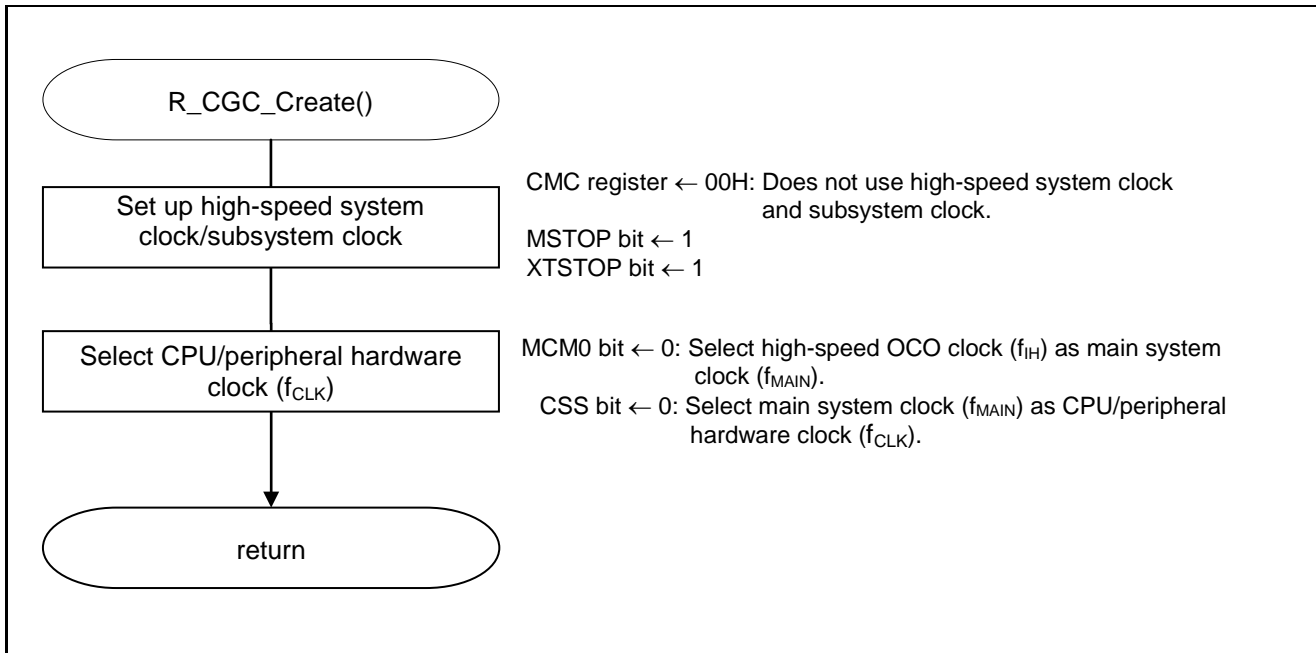 R_CGC_Create()
Set up high-speed system
clock/subsystem clock
CMC register ← 00H: Does not use high-speed system clock
and subsystem clock.
MSTOP bit ← 1
XTSTOP bit ← 1
Select CPU/peripheral hardware
clock (fCLK)
MCM0 bit ← 0: Select high-speed OCO clock (fIH) as main system
clock (fMAIN).
CSS bit ← 0: Select main system clock (fMAIN) as CPU/peripheral
hardware clock (fCLK).
return